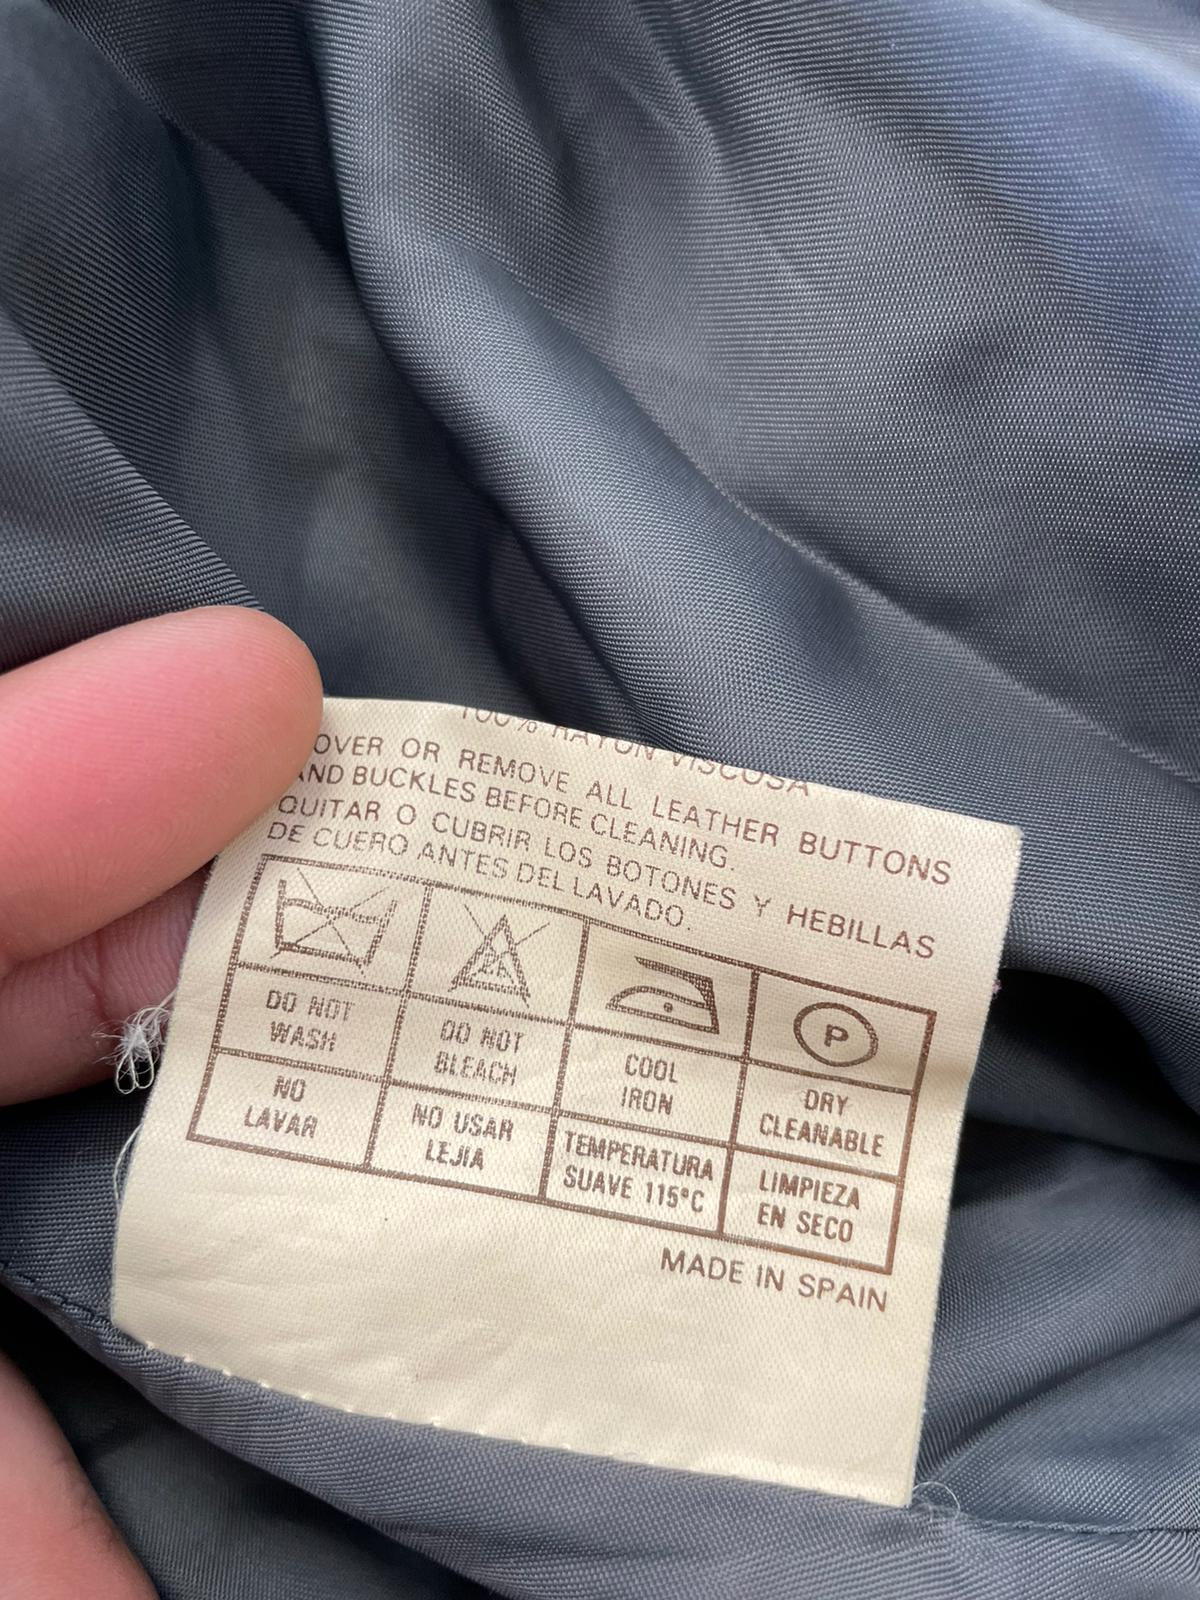 100% RAYON VISCOSA
OVER OR REMOVE ALL LEATHER BUTTONS
AND BUCKLES BEFORE CLEANING.
QUITAR O CUBRIR LOS BOTONES Y HEBILLAS
DE CUERO ANTES DEL LAVADO.
P
DO NOT
WASH
DO NOT
BLEACH
COOL
IRON
DRY
CLEANABLE
NO
LAVAR
NO USAR
LEJIA
TEMPERATURA
SUAVE 115°C
LIMPIEZA
EN SECO
MADE IN SPAIN